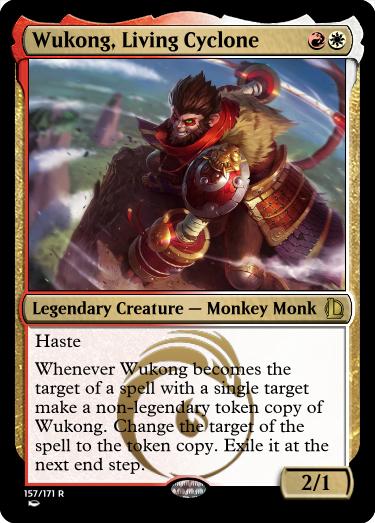 Wukong, Living Cyclone
Legendary Creature — Monkey Monk
Haste
Whenever Wukong becomes the
target of a spell with a single target
make a non-legendary token copy of
Wukong. Change the target of the
spell to the token copy. Exile it at the
next end step.
2/1
157/171 R